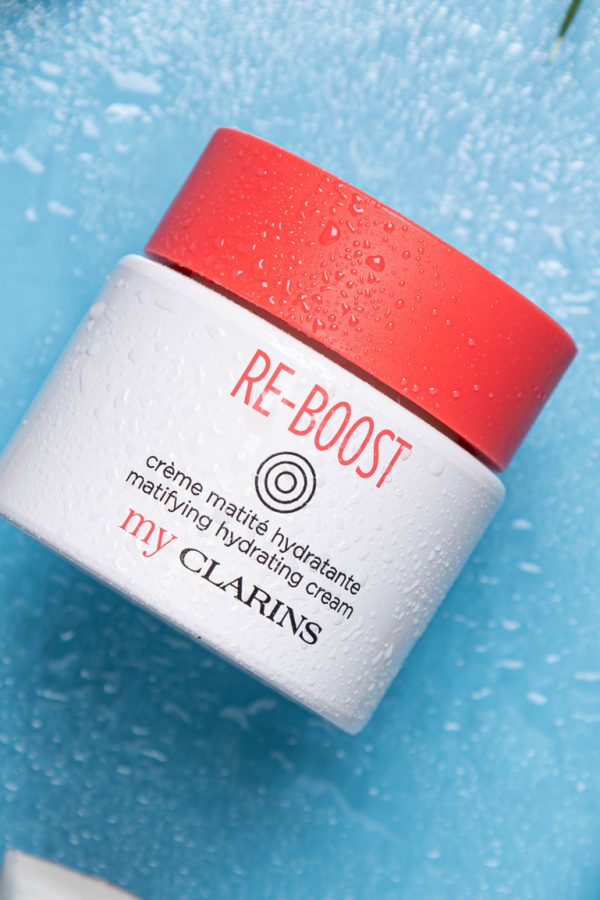 RE-BOOST
crème matité hydratante
matifying hydrating cream
my CLARINS